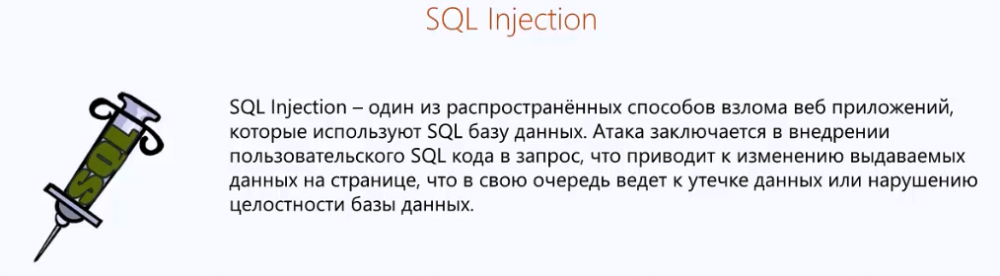 SQL Injection
SQL Injection – один из распространённых способов взлома веб приложений,
которые используют SQL базу данных. Атака заключается в внедрении
пользовательского SQL кода в запрос, что приводит к изменению выдаваемых
данных на странице, что в свою очередь ведет к утечке данных или нарушению
целостности базы данных.
SQL